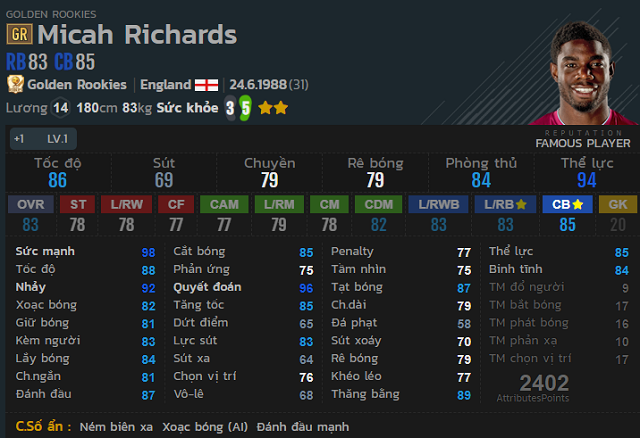 GOLDEN ROOKIES
GR Micah Richards
RB 83 CB 85
Golden Rookies England 24.6.1988 (31)
Lương 14 180cm 83kg Sức khỏe 3 5
REPUTATION
FAMOUS PLAYER
+1 LV.1
Tốc độ Sút Chuyền Rê bóng Phòng thủ Thể lực
86 69 79 79 84 94
OVR ST L/RW CF CAM L/RM CM CDM L/RWB L/RB CB GK
83 78 78 77 77 79 78 82 83 83 85 20
Sức mạnh 98 Cắt bóng 85 Penalty 77 Thể lực 85
Tốc độ 88 Phản ứng 75 Tầm nhìn 75 Bình tĩnh 84
Nhảy 92 Quyết đoán 96 Tạt bóng 87 TM đổ người 9
Xoạc bóng 82 Tăng tốc 85 Ch.dài 79 TM bắt bóng 17
Giữ bóng 81 Dứt điểm 65 Đá phạt 58 TM phát bóng 16
Kèm người 83 Lực sút 83 Sút xoáy 70 TM phản xạ 10
Lấy bóng 84 Sút xa 64 Rê bóng 79 TM chọn vị trí 17
Ch.ngắn 81 Chọn vị trí 76 Khéo léo 77
Đánh đầu 87 Vô-lê 68 Thăng bằng 89
2402
AttributesPoints
C.Số ẩn : Ném biên xa Xoạc bóng (AI) Đánh đầu mạnh